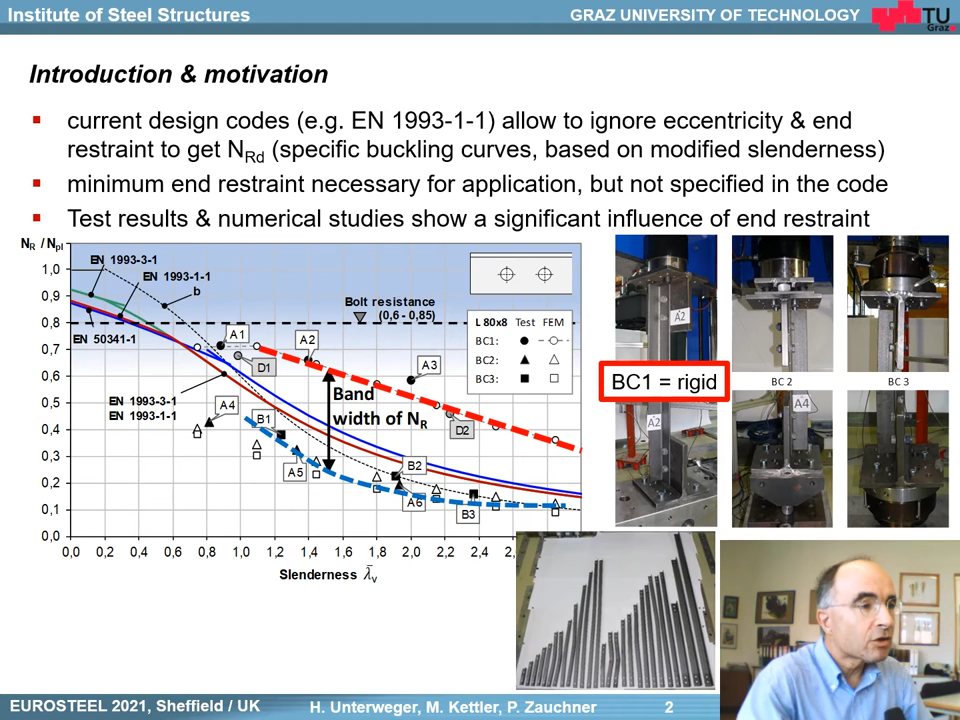 Institute of Steel Structures
GRAZ UNIVERSITY OF TECHNOLOGY
TU
Graz
Introduction & motivation
current design codes (e.g. EN 1993-1-1) allow to ignore eccentricity & end
restraint to get NRd (specific buckling curves, based on modified slenderness)
minimum end restraint necessary for application, but not specified in the code
Test results & numerical studies show a significant influence of end restraint
NR / Npl
EN 1993-3-1
EN 1993-1-1
b
Bolt resistance
(0,6 - 0,85)
EN 50341-1
L 80x8 Test FEM
BC1:
BC2:
BC3:
1,0
0,9
0,8
0,7
0,6
0,5
0,4
0,3
0,2
0,1
0,0
A1
A2
A3
D1
EN 1993-3-1
EN 1993-1-1
A4
B1
A5
Band
width of NR
D2
B2
A6
B3
0,0 0,2 0,4 0,6 0,8 1,0 1,2 1,4 1,6 1,8 2,0 2,2 2,4 2,
Slenderness λ̄v
A2
BC1 = rigid
BC 2
BC 3
A2
A4
EUROSTEEL 2021, Sheffield / UK
H. Unterweger, M. Kettler, P. Zauchner
2